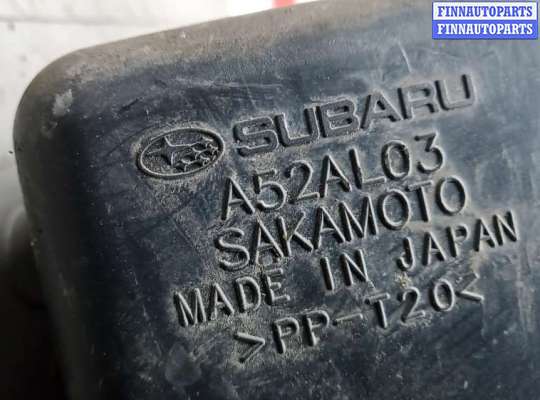 FINNAUTOPARTS
FINNAUTOPARTS
SUBARU
A52AL03
SAKAMOTO
MADE IN JAPAN
>PP-T20<